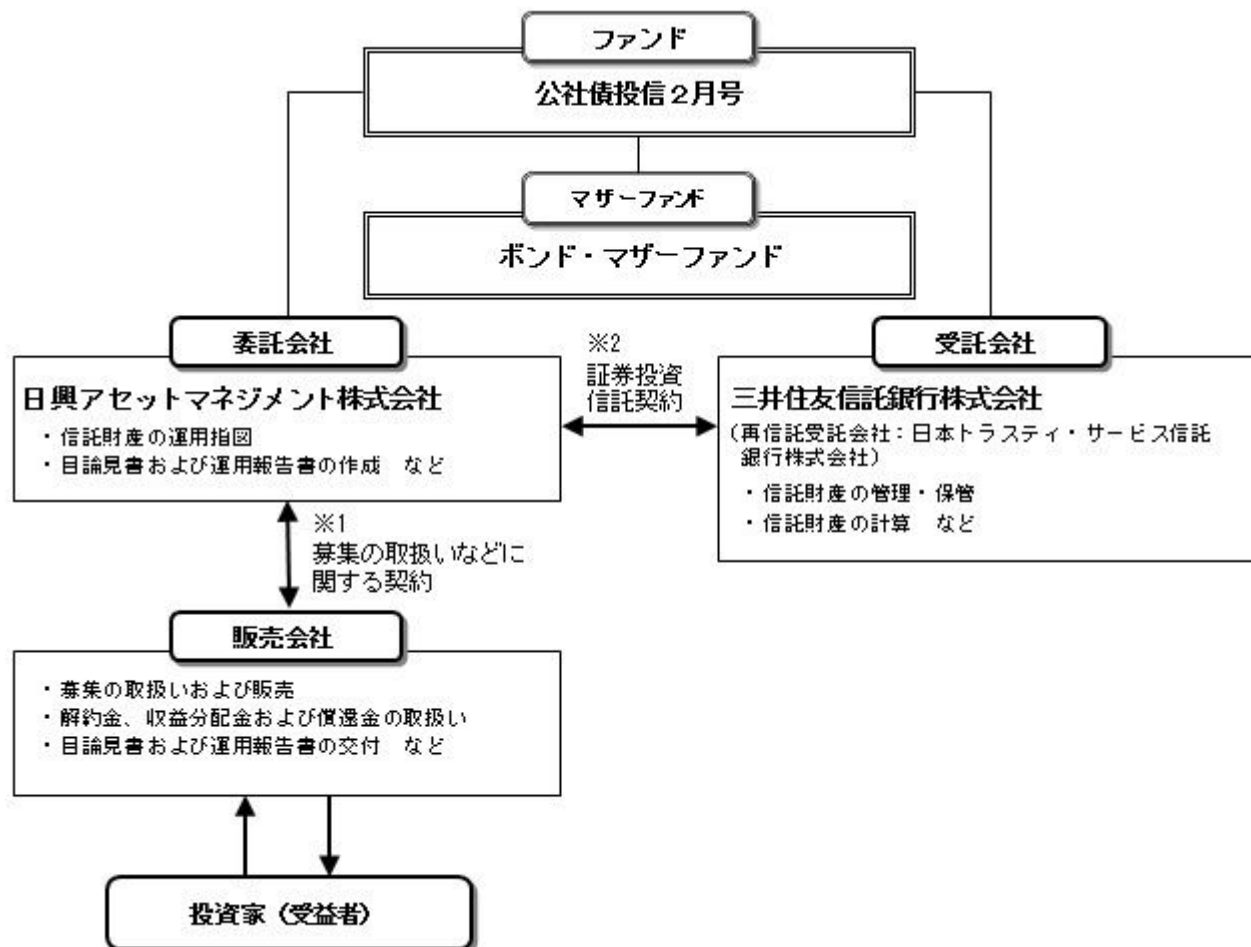 ファンド
公社債投信２月号
マザーファンド
ボンド・マザーファンド
委託会社
日興アセットマネジメント株式会社
・信託財産の運用指図
・目論見書および運用報告書の作成　など
※2
証券投資
信託契約
受託会社
三井住友信託銀行株式会社
（再信託受託会社：日本トラスティ・サービス信託
銀行株式会社）
・信託財産の管理・保管
・信託財産の計算　など
※1
募集の取扱いなどに
関する契約
販売会社
・募集の取扱いおよび販売
・解約金、収益分配金および償還金の取扱い
・目論見書および運用報告書の交付　など
投資家（受益者）